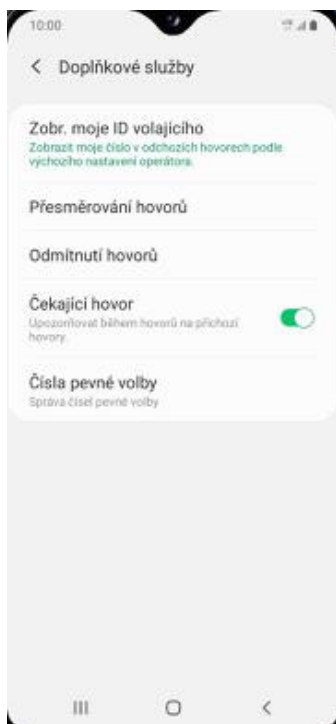 10:00
Doplňkové služby
Zobr. moje ID volajícího
Zobrazit moje číslo v odchozích hovorech podle
výchozího nastavení operátora.
Přesměrování hovorů
Odmítnutí hovorů
Čekající hovor
Upozorňovat během hovorů na příchozí
hovory.
Čísla pevné volby
Správa čísel pevné volby